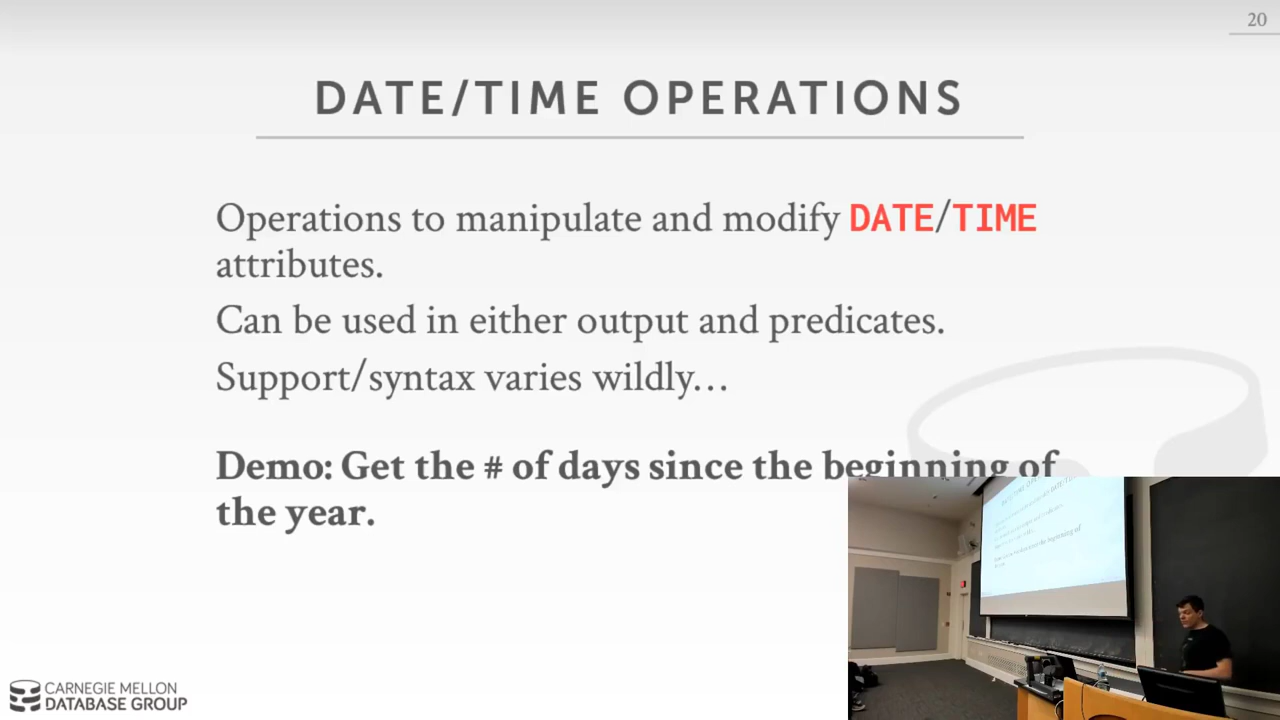 20
DATE/TIME OPERATIONS
Operations to manipulate and modify DATE/TIME
attributes.
Can be used in either output and predicates.
Support/syntax varies wildly…
Demo: Get the # of days since the beginning of
the year.
CARNEGIE MELLON
DATABASE GROUP